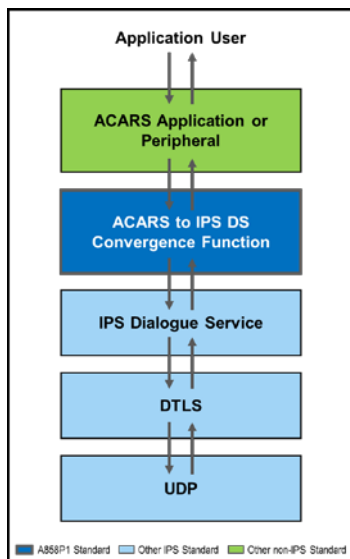 Application User
ACARS Application or
Peripheral
ACARS to IPS DS
Convergence Function
IPS Dialogue Service
DTLS
UDP
A858P1 Standard Other IPS Standard Other non-IPS Standard